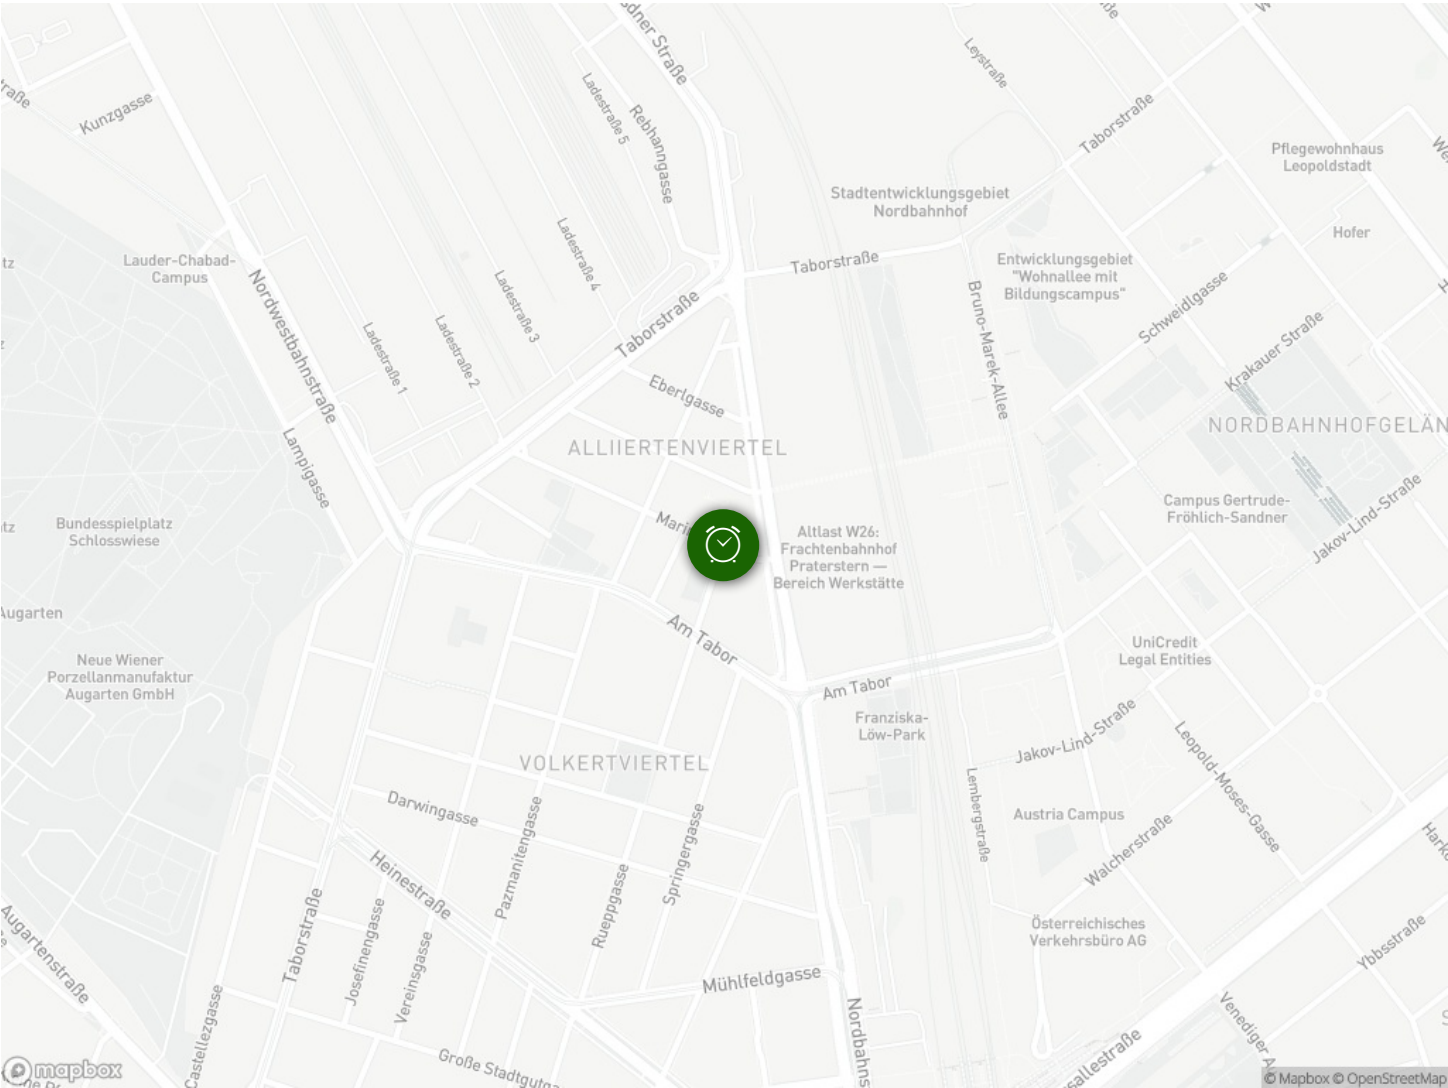 Kunzgasse
Ladestraße 5
Rebhanngasse
Leystraße
Taborstraße
Pflegewohnhaus
Leopoldstadt
Stadtentwicklungsgebiet
Nordbahnhof
Hofer
Lauder-Chabad-
Campus
Ladestraße 4
Taborstraße
Entwicklungsgebiet
"Wohnallee mit
Bildungscampus"
Nordwestbahnstraße
Ladestraße 3
Ladestraße 2
Ladestraße 1
Taborstraße
Bruno-Marek-Allee
Schweidlgasse
Krakauer Straße
Eberlgasse
ALLIIERTENVIERTEL
NORDBAHNHOFGELÄN
Lampigasse
Bundesspielplatz
Schlosswiese
Campus Gertrude-
Fröhlich-Sandner
Jakov-Lind-Straße
Altlast W26:
Frachtenbahnhof
Praterstern —
Bereich Werkstätte
Augarten
Am Tabor
Neue Wiener
Porzellanmanufaktur
Augarten GmbH
UniCredit
Legal Entities
Am Tabor
Franziska-
Löw-Park
Jakov-Lind-Straße
Leopold-Moses-Gasse
VOLKERTVIERTEL
Darwingasse
Pazmanitengasse
Springergasse
Lembergstraße
Austria Campus
Walcherstraße
Heinestraße
Rueppgasse
Taborstraße
Josefinengasse
Vereinsgasse
Augartenstraße
Österreichisches
Verkehrsbüro AG
Ybbsstraße
Mühlfeldgasse
Castellezgasse
Nordbahns
Große Stadtgutga
Venediger A
sallestraße
mapbox
© Mapbox © OpenStreetMap